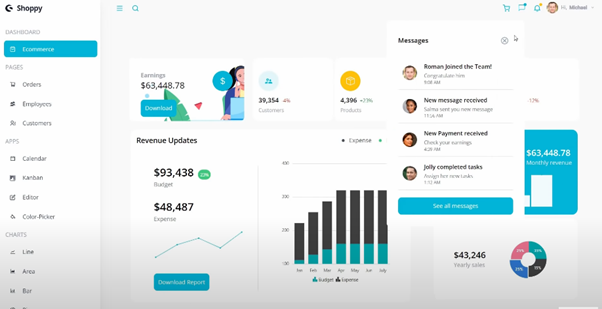 Shoppy
Hi, Michael
DASHBOARD
Ecommerce
PAGES
Orders
Employees
Customers
APPS
Calendar
Kanban
Editor
Color-Picker
CHARTS
Line
Area
Bar
Earnings
$63,448.78
$
Download
39,354 -4%
Customers
4,396 +23%
Products
Revenue Updates
Expense
$93,438 23%
Budget
$48,487
Expense
Download Report
400
300
200
100
Jan Feb Mar Apr May Jun July
Budget Expense
Messages
Roman Joined the Team!
Congratulate him
9:08 AM
New message received
Salma sent you new message
11:56 AM
New Payment received
Check your earnings
4:39 AM
Jolly completed tasks
Assign her new tasks
1:12 AM
See all messages
$63,448.78
Monthly revenue
$43,246
Yearly sales
35%